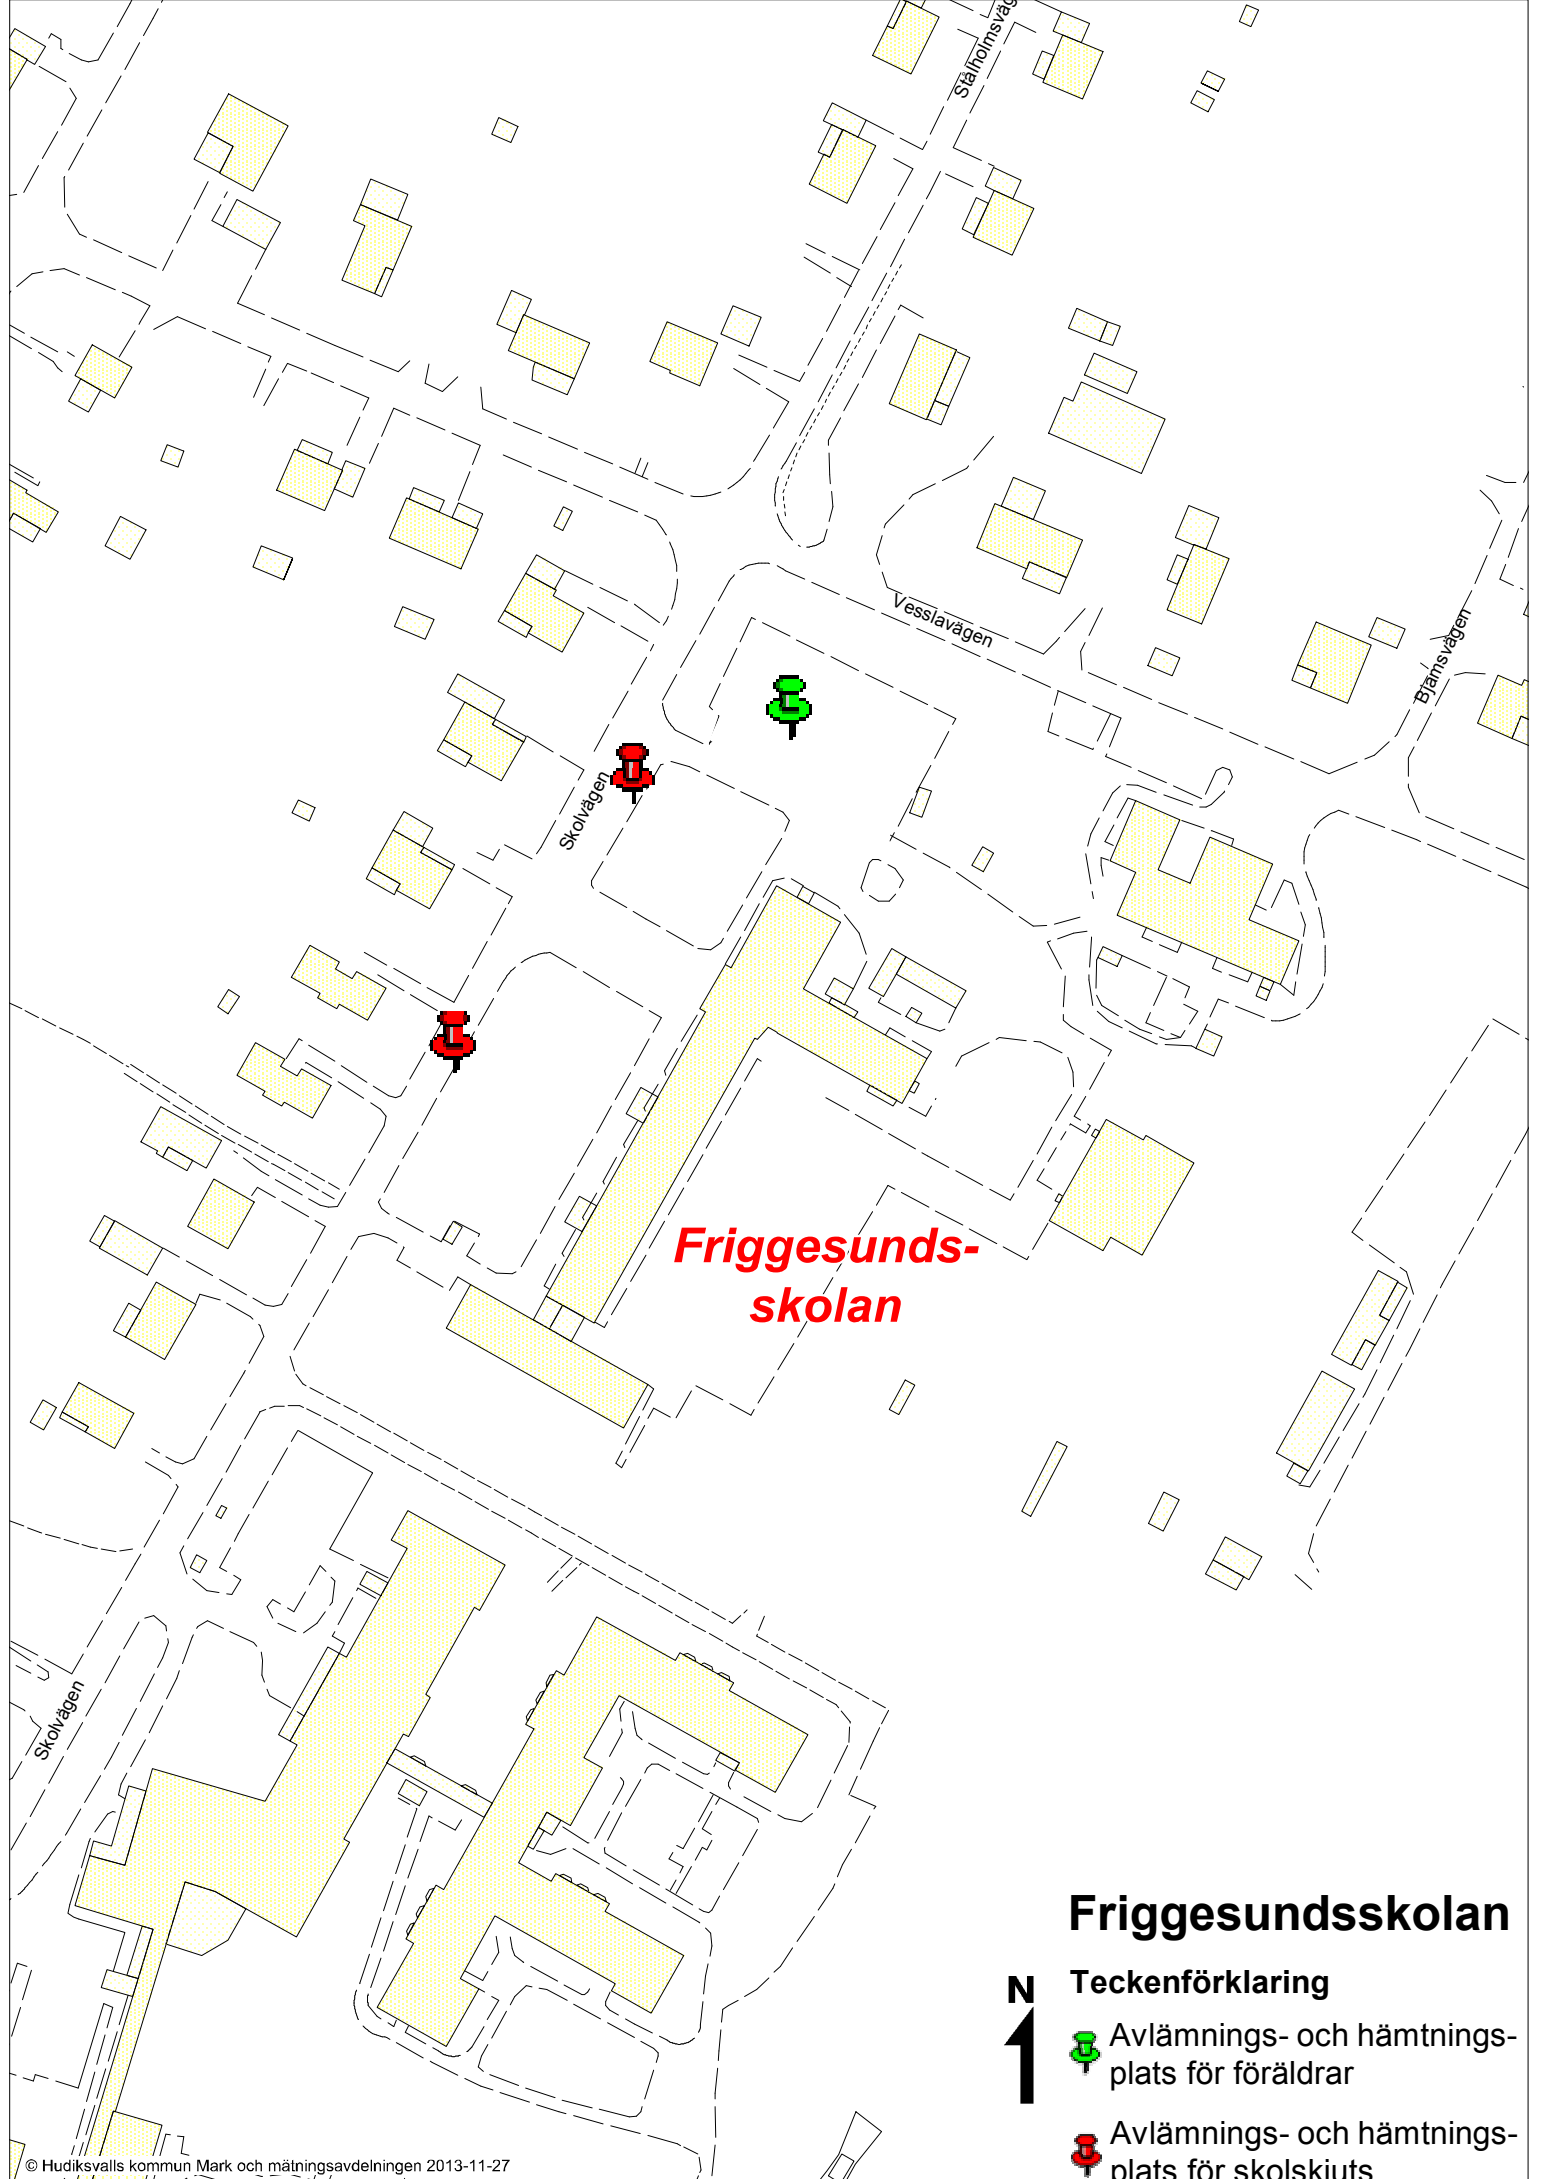 Stålholmsväg
Vesslavägen
Bjämsvägen
Skolvägen
Friggesunds-
skolan
Skolvägen
Friggesundsskolan
N
Teckenförklaring
Avlämnings- och hämtnings-
plats för föräldrar
Avlämnings- och hämtnings-
plats för skolskjuts
© Hudiksvalls kommun Mark och mätningsavdelningen 2013-11-27